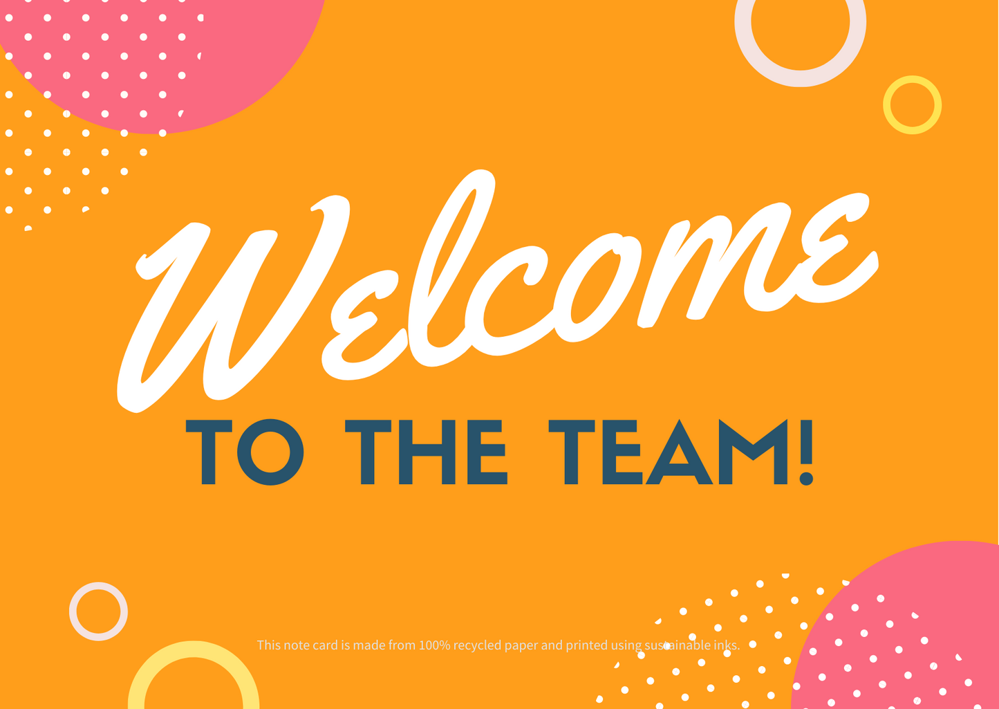 Welcome
TO THE TEAM!
This note card is made from 100% recycled paper and printed using sustainable inks.